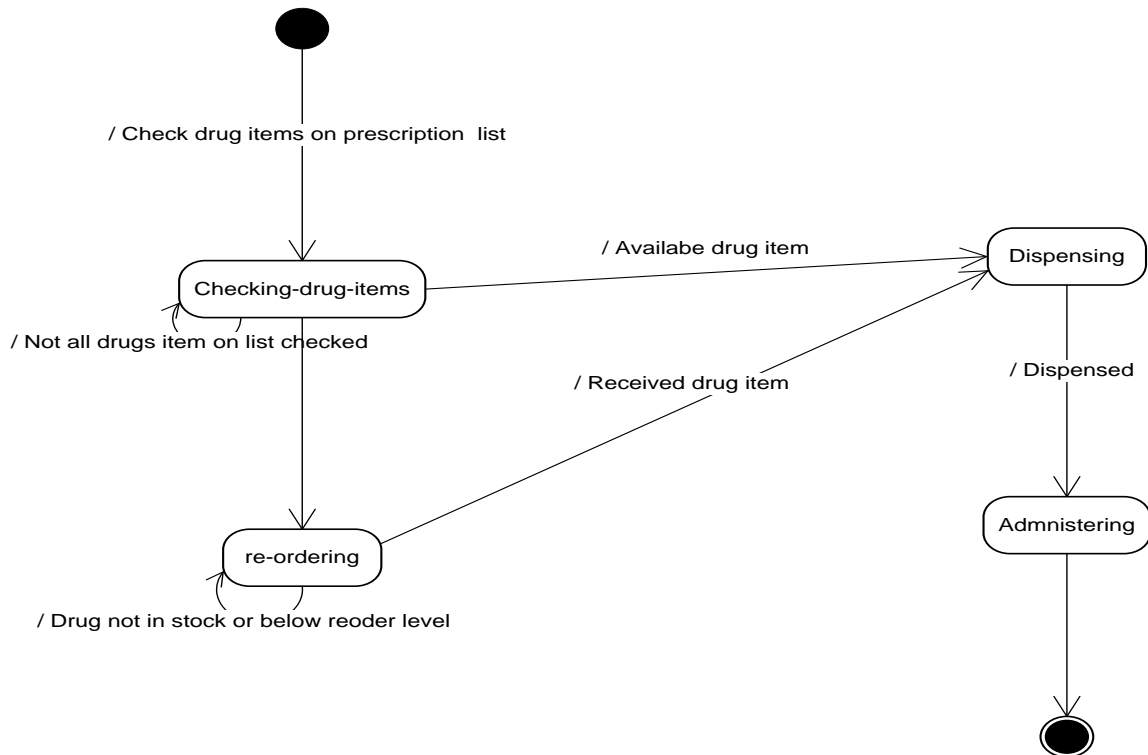 / Check drug items on prescription  list
/ Availabe drug item
Dispensing
Checking-drug-items
/ Not all drugs item on list checked
/ Received drug item
/ Dispensed
Admnistering
re-ordering
/ Drug not in stock or below reoder level